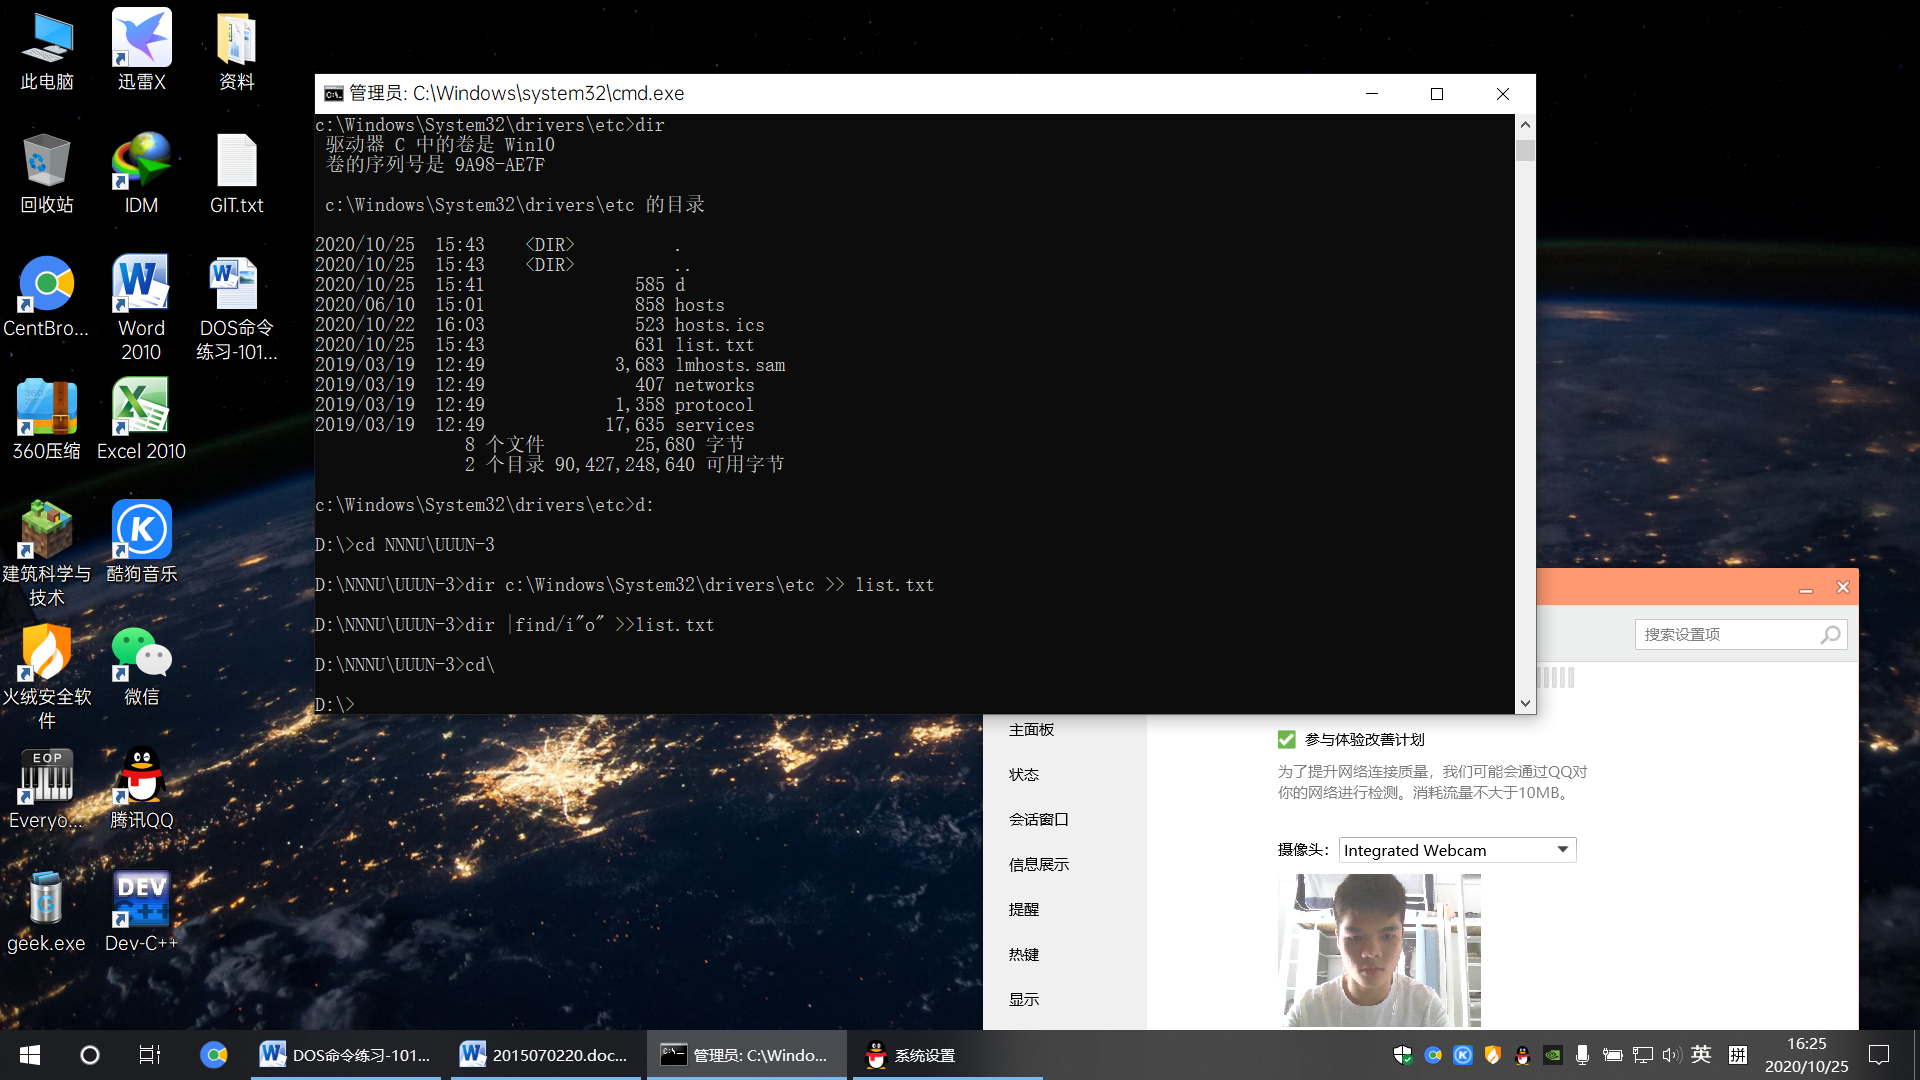 此电脑
迅雷X
资料
回收站
IDM
GIT.txt
CentBro...
Word
2010
DOS命令
练习-101...
360压缩
Excel 2010
建筑科学与
技术
酷狗音乐
火绒安全软
件
微信
EOP
Everyo...
腾讯QQ
geek.exe
DEV
C++
Dev-C++
管理员: C:\Windows\system32\cmd.exe
c:\Windows\System32\drivers\etc>dir
驱动器 C 中的卷是 Win10
卷的序列号是 9A98-AE7F
c:\Windows\System32\drivers\etc 的目录
2020/10/25  15:43    <DIR>          .
2020/10/25  15:43    <DIR>          ..
2020/10/25  15:41               585 d
2020/06/10  15:01               858 hosts
2020/10/22  16:03               523 hosts.ics
2020/10/25  15:43               631 list.txt
2019/03/19  12:49             3,683 lmhosts.sam
2019/03/19  12:49               407 networks
2019/03/19  12:49             1,358 protocol
2019/03/19  12:49            17,635 services
8 个文件         25,680 字节
2 个目录 90,427,248,640 可用字节
c:\Windows\System32\drivers\etc>d:
D:\>cd NNNU\UUUN-3
D:\NNNU\UUUN-3>dir c:\Windows\System32\drivers\etc >> list.txt
D:\NNNU\UUUN-3>dir |find/i"o" >>list.txt
D:\NNNU\UUUN-3>cd\
D:\>
搜索设置项
主面板
状态
会话窗口
信息展示
提醒
热键
显示
参与体验改善计划
为了提升网络连接质量，我们可能会通过QQ对
你的网络进行检测。消耗流量不大于10MB。
摄像头：
Integrated Webcam
DOS命令练习-101...
2015070220.doc...
管理员: C:\Windo...
系统设置
英
拼
16:25
2020/10/25